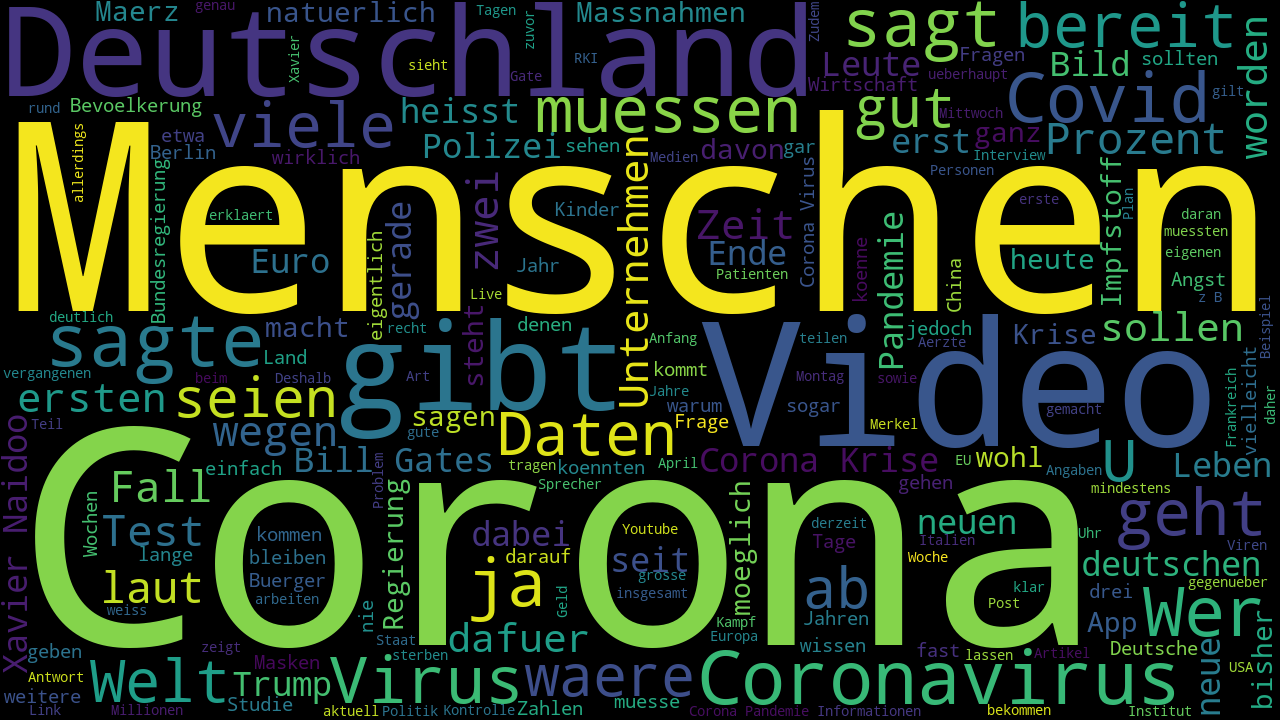 Maerz
genau
natuerlich
Tagen
zuvor
Massnahmen
Zudem
sagt
bereit
Deutschland
Xavier
sieht
Gate
RKI
Leute
Wirtschaft
Fragen
ueberhaupt
Bild
sollten
worden
rund
Bevoelkerung
viele
heisst
muessen
gut
Covid
gilt
Mittwoch
allerdings
etwa
Berlin
wirklich
Polizei
sehen
Medien
davon
gar
erst
ganz
Interview
Prozent
Menschen
Bundesregierung
erklaert
Euro
eigentlich
gerade
zwei
Kinder
Jahr
Live
Unternehmen
Zeit
Ende
Patienten
Corona Virus
koenne
Pandemie
Personen
erste
China
heute
Impfstoff
Plan
daran
muessten
eigenen
Angst
z B
deutlich
sagte
macht
Land
recht
denen
Anfang
teilen
jedoch
Aerzte
Krise
sollen
Beispiel
vergangenen
beim
Deshalb
gibt
Art
steht
kommt
Jahre
Video
Montag
sowie
vielleicht
Frankreich
daher
ersten
seien
sagen
gute
warum
sogar
Merkel
gemacht
Xavier Naidoo
Teil
wegen
Daten
Frage
Bill
Gates
einfach
Problem
tragen
koennten
Sprecher
April
Corona Krise
gehen
EU
wohl
Angaben
U
Leben
mindestens
Fall
Wochen
Test
lange
Corona
kommen
bleiben
Buerger
arbeiten
Regierung
dabei
darauf
Youtube
seit
grosse
insgesamt
moeglich
derzeit
Tage
neuen
Italien
Woche
Uhr
geht
Viren
deutschen
gegenueber
laut
weiss
nie
Geld
ja
ab
Jahren
klar
Post
drei
App
Wer
Kampf
Europa
wissen
Staat
dafuer
geben
zeigt
Masken
sterben
fast
lassen
Artikel
Deutsche
neue
USA
bisher
Antwort
weitere
Link
Welt
Millionen
Trump
Studie
Virus
aktuell
Politik
Kontrolle
waere
Zahlen
muesse
Coronavirus
Corona Pandemie
Informationen
bekommen
Institut